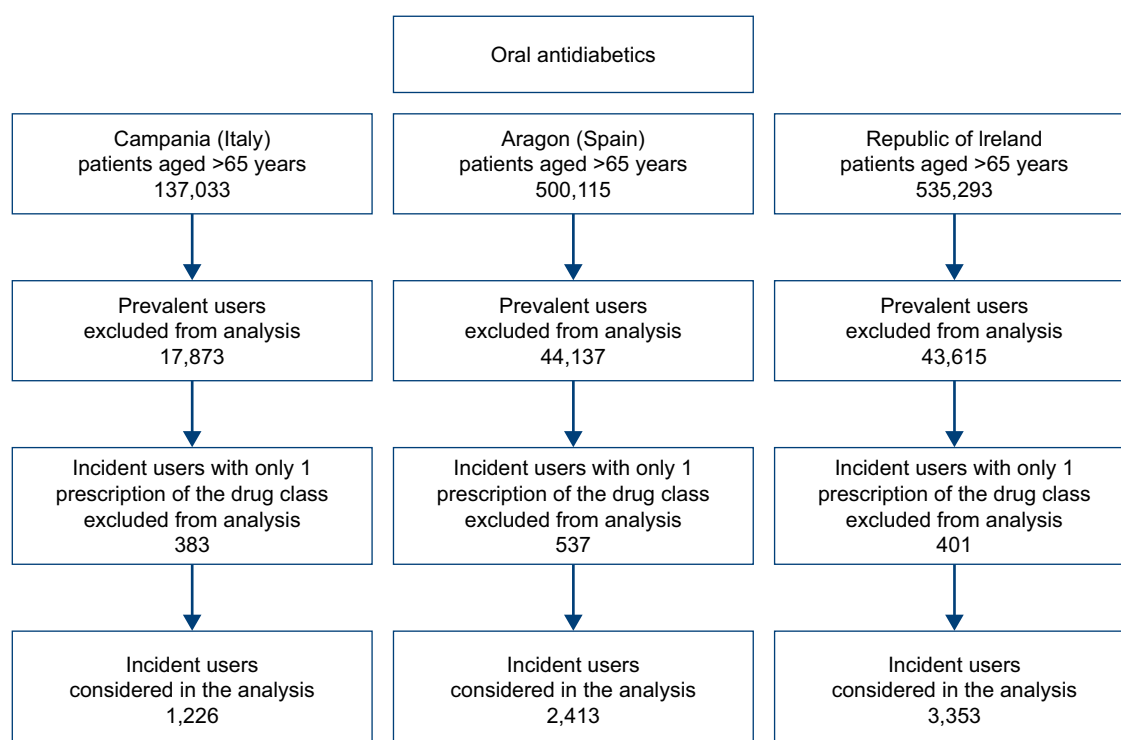 Oral antidiabetics
Campania (Italy)
patients aged >65 years
137,033
Aragon (Spain)
patients aged >65 years
500,115
Republic of Ireland
patients aged >65 years
535,293
Prevalent users
excluded from analysis
17,873
Prevalent users
excluded from analysis
44,137
Prevalent users
excluded from analysis
43,615
Incident users with only 1
prescription of the drug class
excluded from analysis
383
Incident users with only 1
prescription of the drug class
excluded from analysis
537
Incident users with only 1
prescription of the drug class
excluded from analysis
401
Incident users
considered in the analysis
1,226
Incident users
considered in the analysis
2,413
Incident users
considered in the analysis
3,353